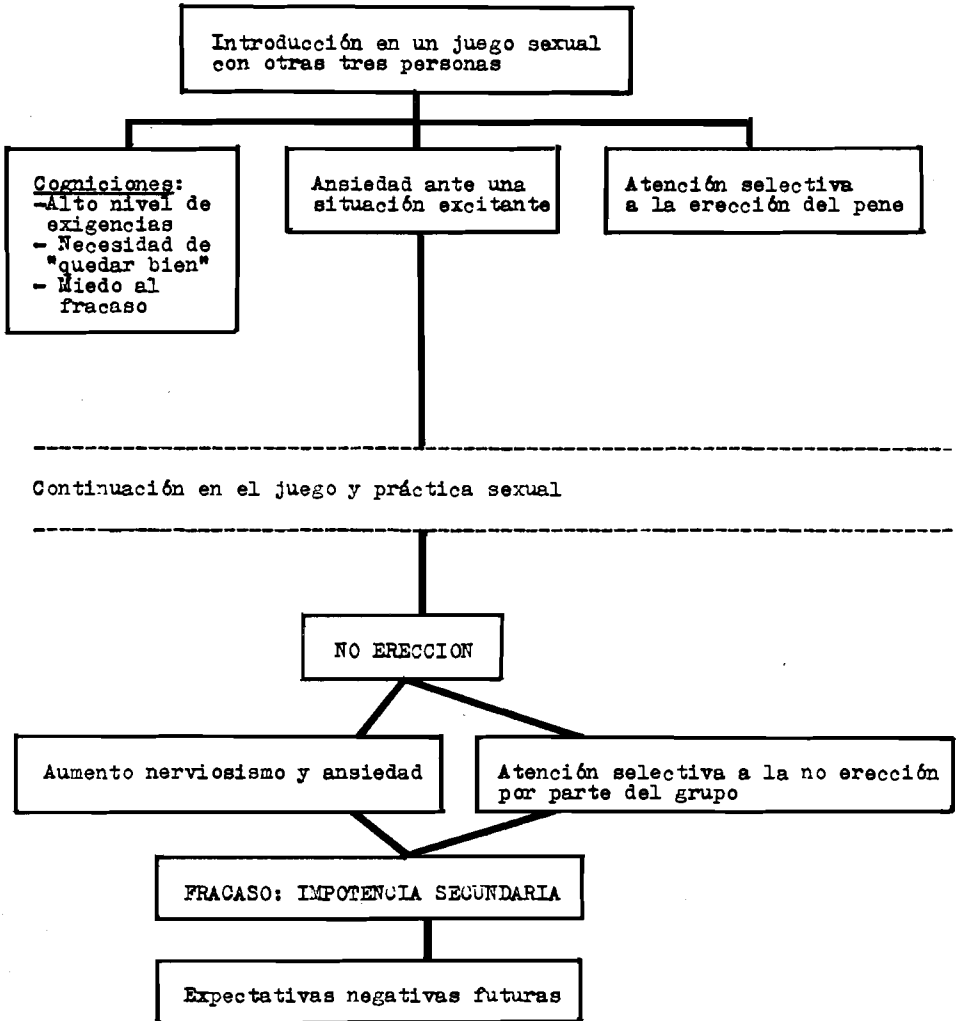 Introducción en un juego sexual
con otras tres personas
Cogniciones:
-Alto nivel de
exigencias
- Necesidad de
"quedar bien"
- Miedo al
fracaso
Ansiedad ante una
situación excitante
Atención selectiva
a la erección del pene
Continuación en el juego y práctica sexual
NO ERECCION
Aumento nerviosismo y ansiedad
Atención selectiva a la no erección
por parte del grupo
FRACASO: IMPOTENCIA SECUNDARIA
Expectativas negativas futuras